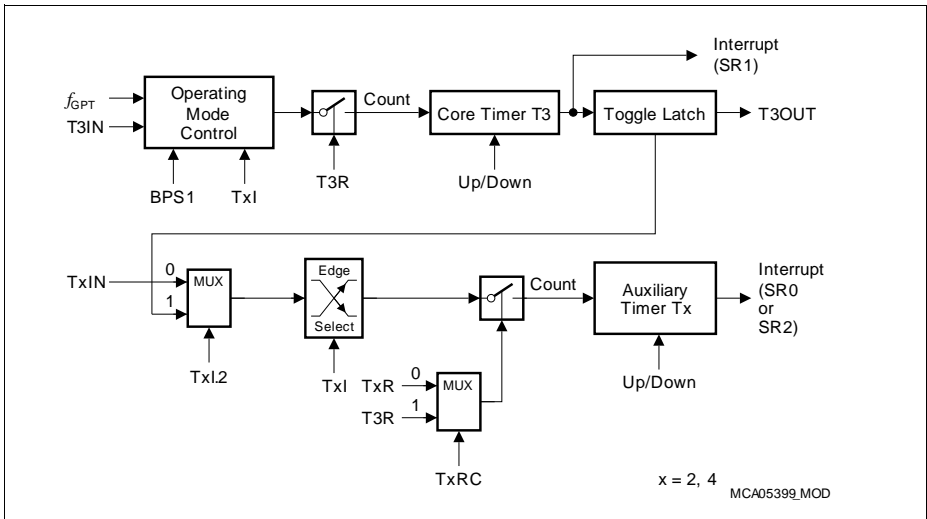 Interrupt
(SR1)
fGPT
T3IN
Operating
Mode
Control
Count
Core Timer T3
Toggle Latch
T3OUT
BPS1
TxI
T3R
Up/Down
TxIN
0
1
MUX
Edge
Select
Count
Auxiliary
Timer Tx
Interrupt
(SR0
or
SR2)
TxI.2
TxI
TxR
0
T3R
1
MUX
Up/Down
TxRC
x = 2, 4
MCA05399_MOD